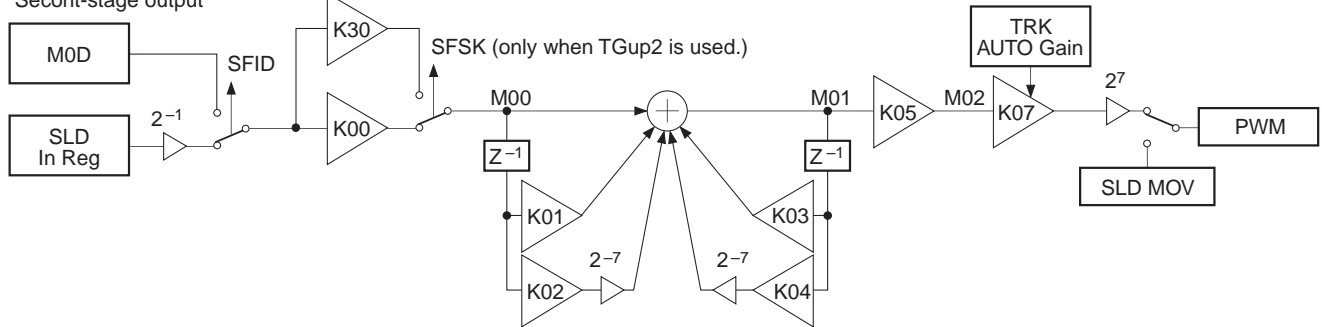 Second-stage output
M0D
SFID
K30
SFSK (only when TGup2 is used.)
TRK
AUTO Gain
2⁻¹
SLD
In Reg
K00
M00
M01
K05
M02
K07
2⁷
PWM
Z⁻¹
Z⁻¹
SLD MOV
K01
K03
K02
2⁻⁷
2⁻⁷
K04